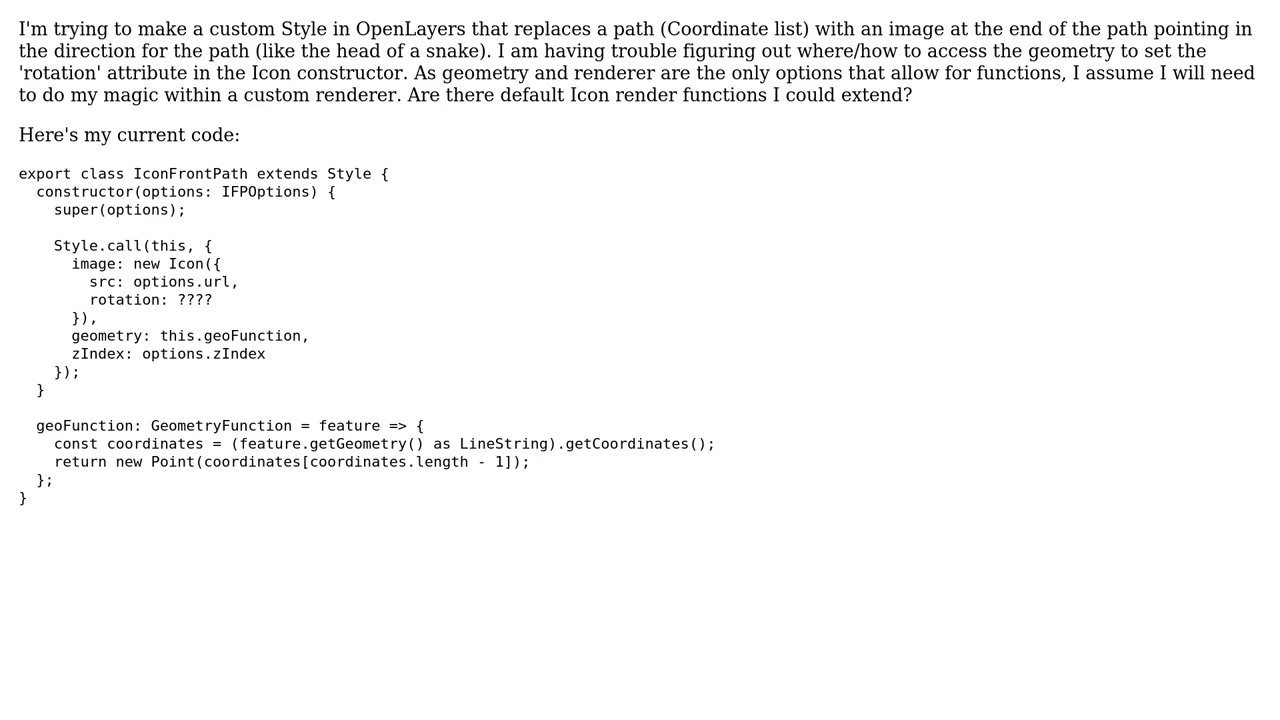 I'm trying to make a custom Style in OpenLayers that replaces a path (Coordinate list) with an image at the end of the path pointing in
the direction for the path (like the head of a snake). I am having trouble figuring out where/how to access the geometry to set the
'rotation' attribute in the Icon constructor. As geometry and renderer are the only options that allow for functions, I assume I will need
to do my magic within a custom renderer. Are there default Icon render functions I could extend?
Here's my current code:
export class IconFrontPath extends Style {
  constructor(options: IFPOptions) {
    super(options);
    Style.call(this, {
      image: new Icon({
        src: options.url,
        rotation: ????
      }),
      geometry: this.geoFunction,
      zIndex: options.zIndex
    });
  }
  geoFunction: GeometryFunction = feature => {
    const coordinates = (feature.getGeometry() as LineString).getCoordinates();
    return new Point(coordinates[coordinates.length - 1]);
  };
}